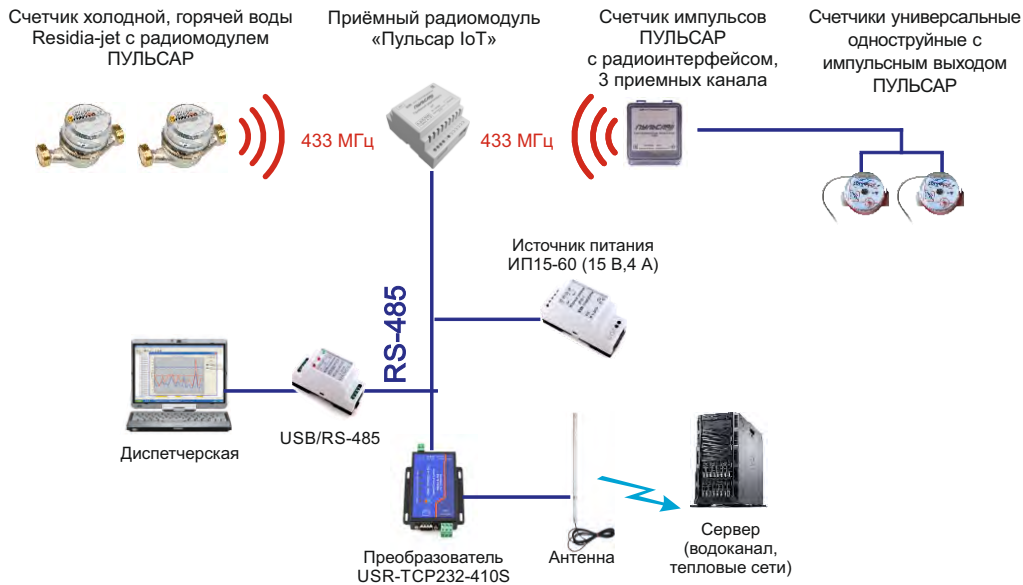 Счетчик холодной, горячей воды
Residia-jet с радиомодулем
ПУЛЬСАР
Приёмный радиомодуль
«Пульсар IoT»
Счетчик импульсов
ПУЛЬСАР
с радиоинтерфейсом,
3 приемных канала
Счетчики универсальные
одноструйные с
импульсным выходом
ПУЛЬСАР
433 МГц
433 МГц
Источник питания
ИП15-60 (15 В,4 А)
RS-485
USB/RS-485
Диспетчерская
Преобразователь
USR-TCP232-410S
Антенна
Сервер
(водоканал,
тепловые сети)